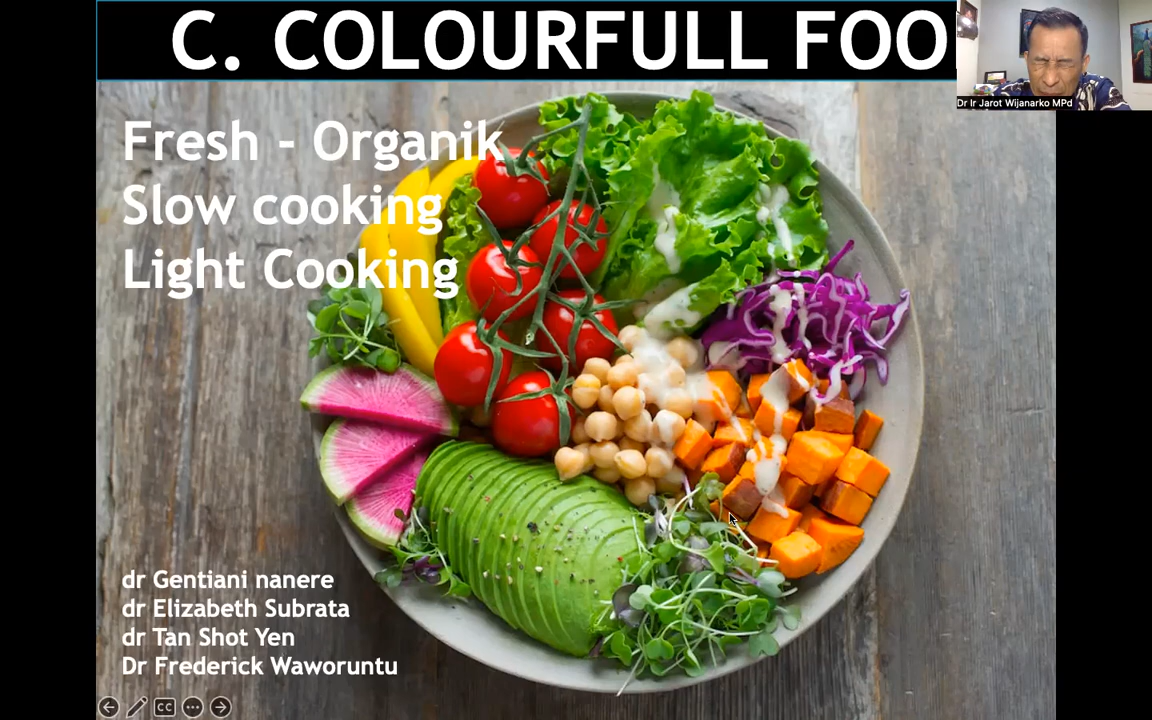 C. COLOURFULL FOO
Dr Ir Jarot Wijanarko MPd
Fresh - Organik
Slow cooking
Light Cooking
dr Gentiani nanere
dr Elizabeth Subrata
dr Tan Shot Yen
Dr Frederick Waworuntu
CC